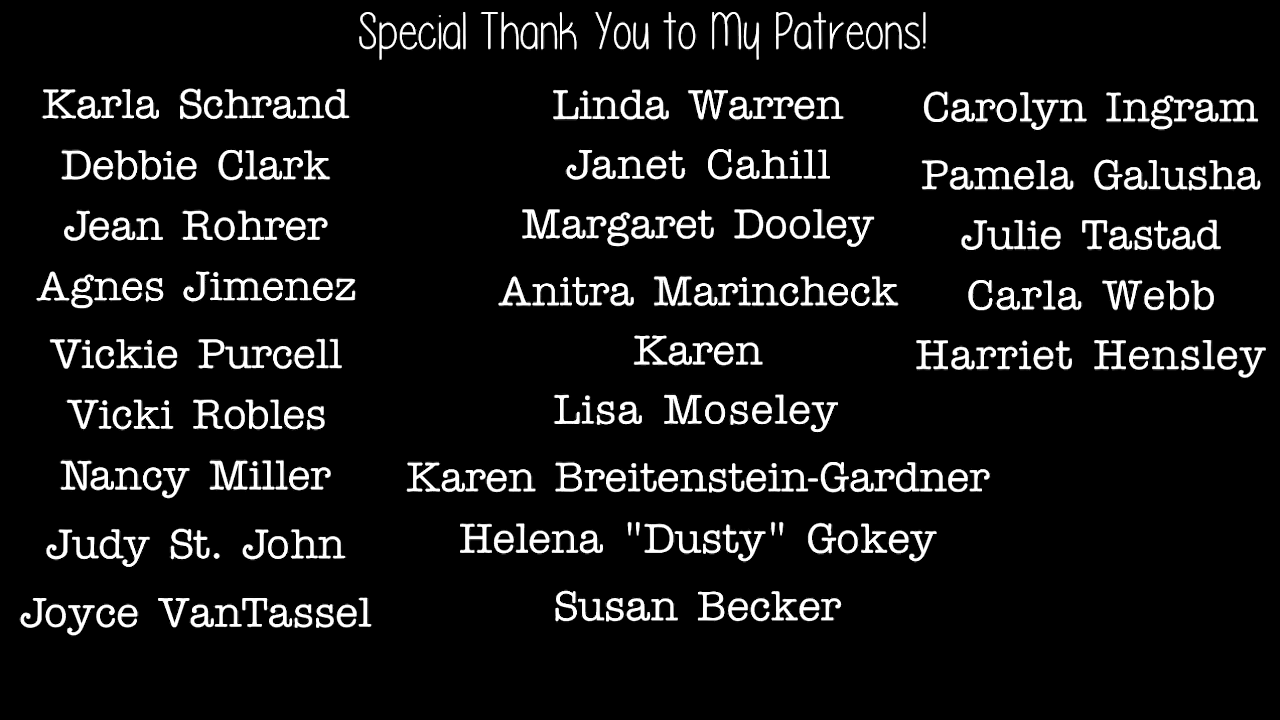 Special Thank You to My Patreons!
Karla Schrand
Debbie Clark
Jean Rohrer
Agnes Jimenez
Vickie Purcell
Vicki Robles
Nancy Miller
Judy St. John
Joyce VanTassel
Linda Warren
Janet Cahill
Margaret Dooley
Anitra Marincheck
Karen
Lisa Moseley
Karen Breitenstein-Gardner
Helena "Dusty" Gokey
Susan Becker
Carolyn Ingram
Pamela Galusha
Julie Tastad
Carla Webb
Harriet Hensley